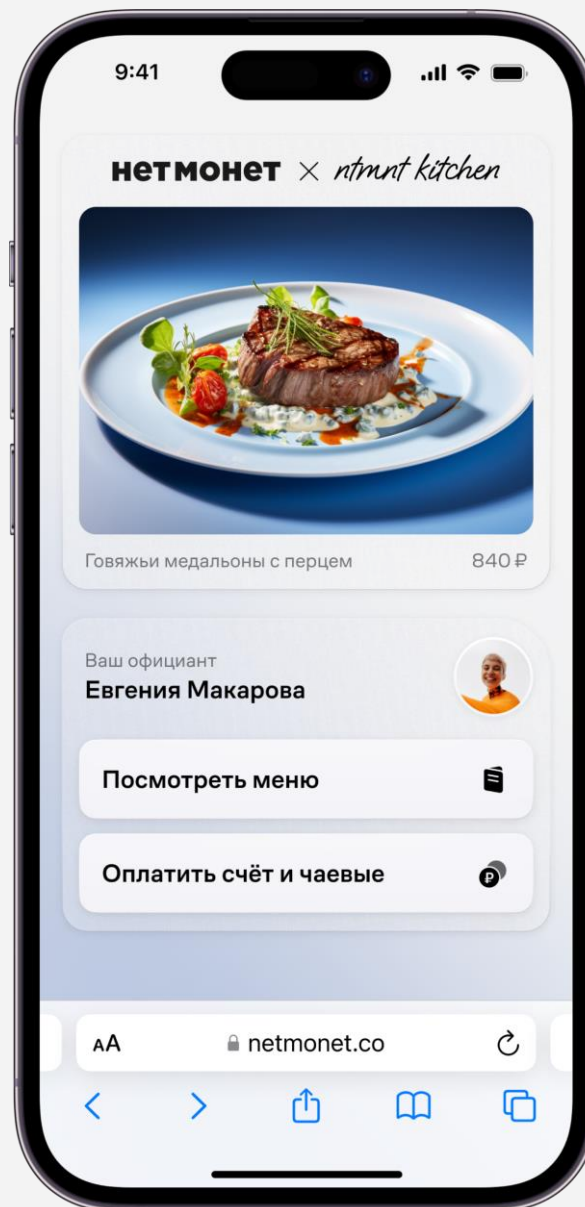 9:41
нетмонет × ntmnt kitchen
Говяжьи медальоны с перцем 840 ₽
Ваш официант
Евгения Макарова
Посмотреть меню
Оплатить счёт и чаевые
AA netmonet.co